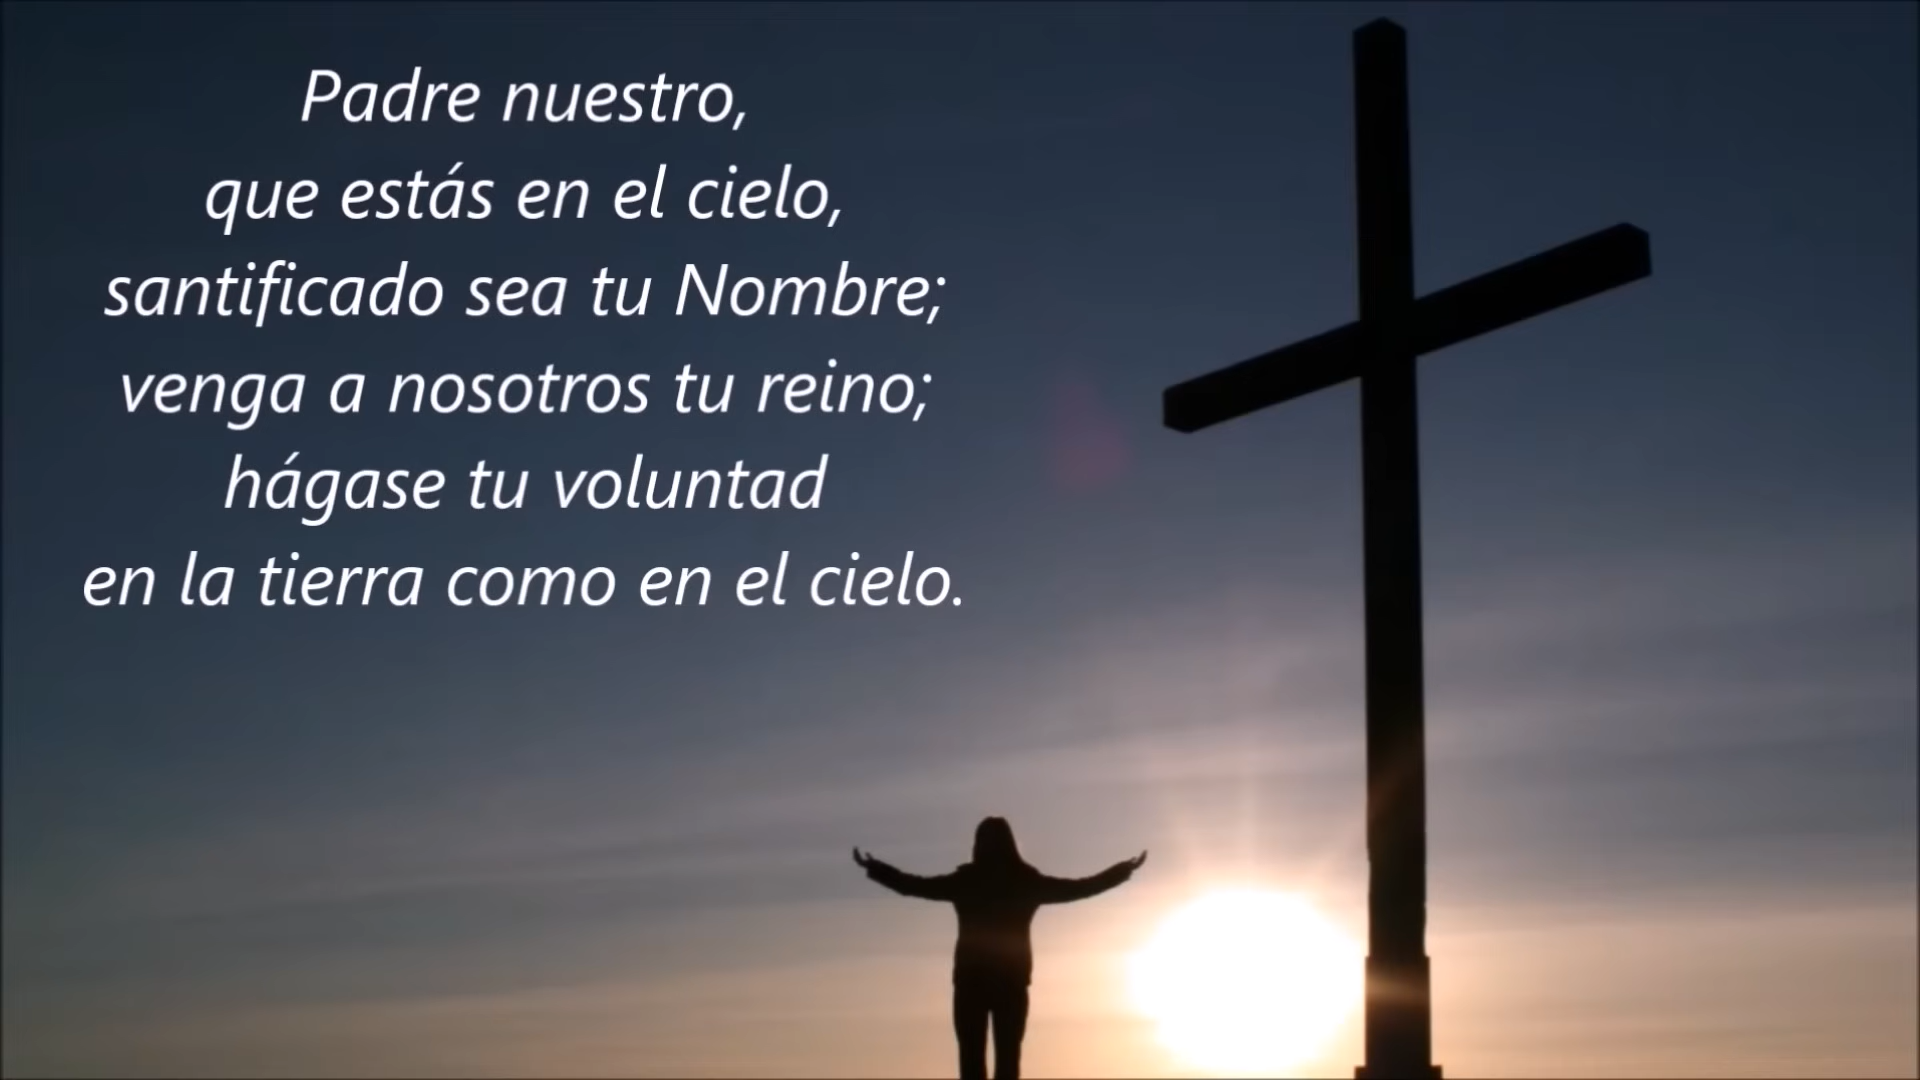 Padre nuestro,
que estás en el cielo,
santificado sea tu Nombre;
venga a nosotros tu reino;
hágase tu voluntad
en la tierra como en el cielo.